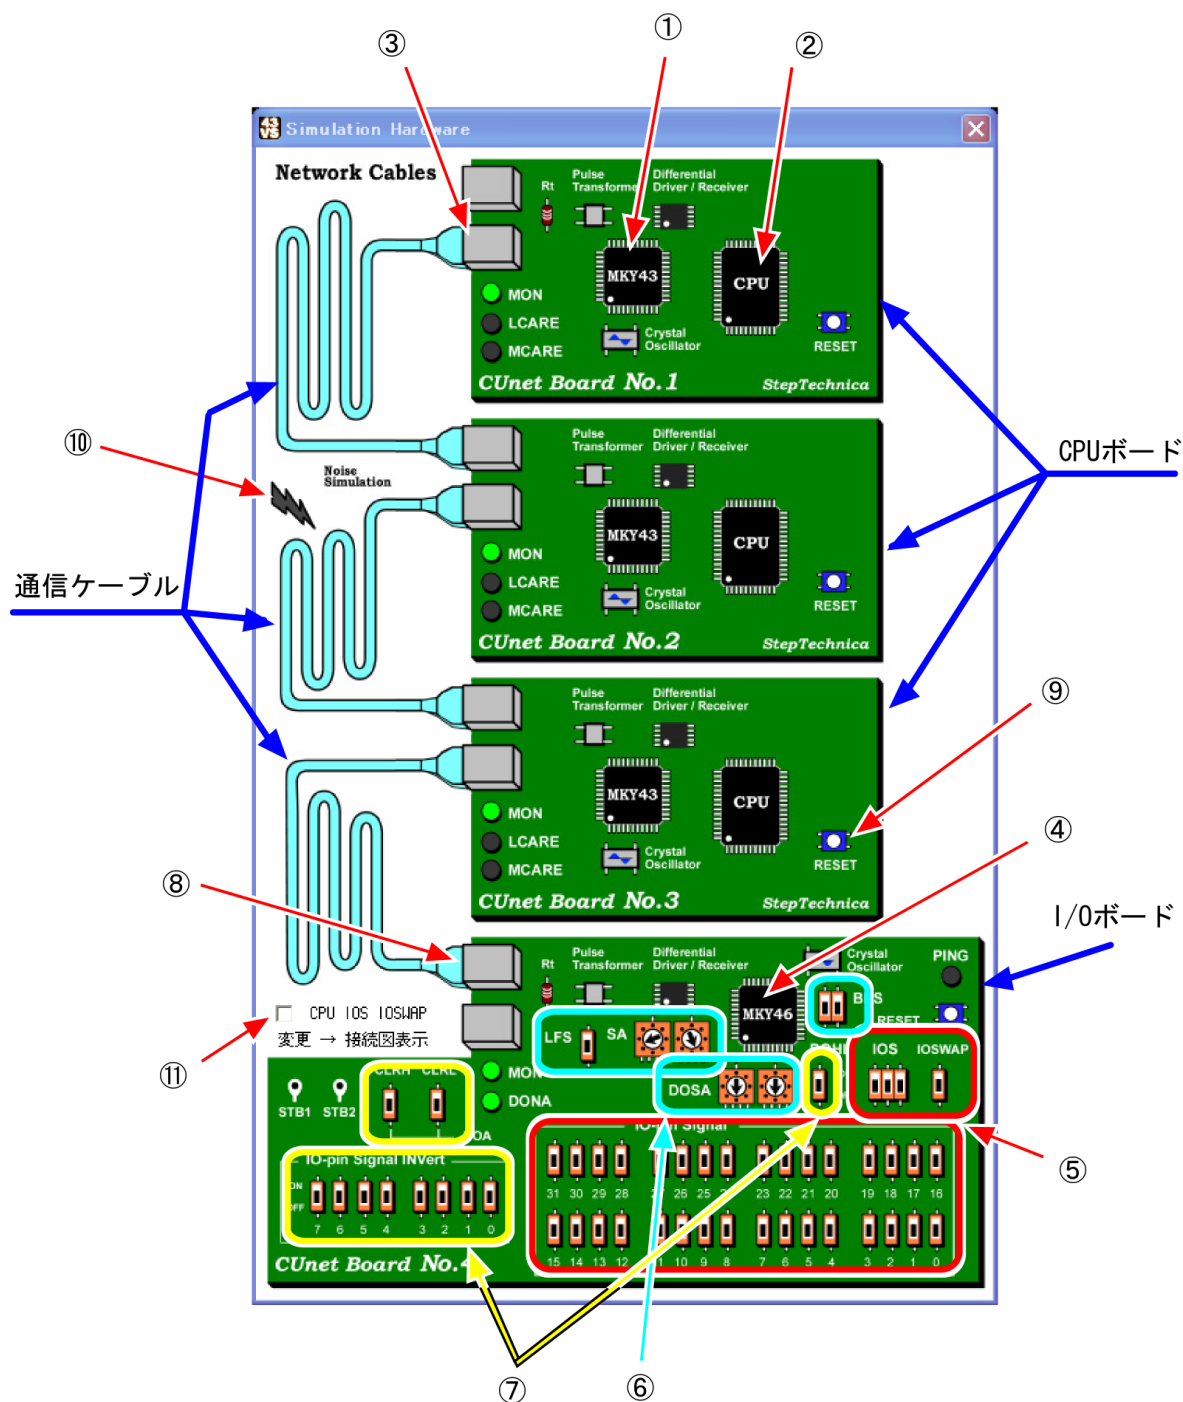 ①
②
③
Simulation Hardware
Network Cables
Rt
Pulse
Transformer
Differential
Driver / Receiver
MKY43
CPU
MON
LCARE
MCARE
Crystal
Oscillator
RESET
CUnet Board No.1
StepTechnica
CPUボード
⑩
Noise
Simulation
Pulse
Transformer
Differential
Driver / Receiver
MKY43
CPU
MON
LCARE
MCARE
Crystal
Oscillator
RESET
CUnet Board No.2
StepTechnica
通信ケーブル
Pulse
Transformer
Differential
Driver / Receiver
⑨
MKY43
CPU
MON
LCARE
MCARE
Crystal
Oscillator
RESET
④
⑧
CUnet Board No.3
StepTechnica
I/Oボード
Rt
Pulse
Transformer
Differential
Driver / Receiver
Crystal
Oscillator
PING
MKY46
RESET
CPU IOS IOSWAP
変更 → 接続図表示
⑪
LFS
SA
IOS
IOSWAP
DONA
DOSA
STB1
STB2
IO-pin Signal
IO-pin Signal INVert
ON
OFF
7 6 5 4 3 2 1 0
31 30 29 28 26 25 23 22 21 20 19 18 17 16
15 14 13 12 10 9 8 7 6 5 4 3 2 1 0
⑤
CUnet Board No.4
⑦
⑥